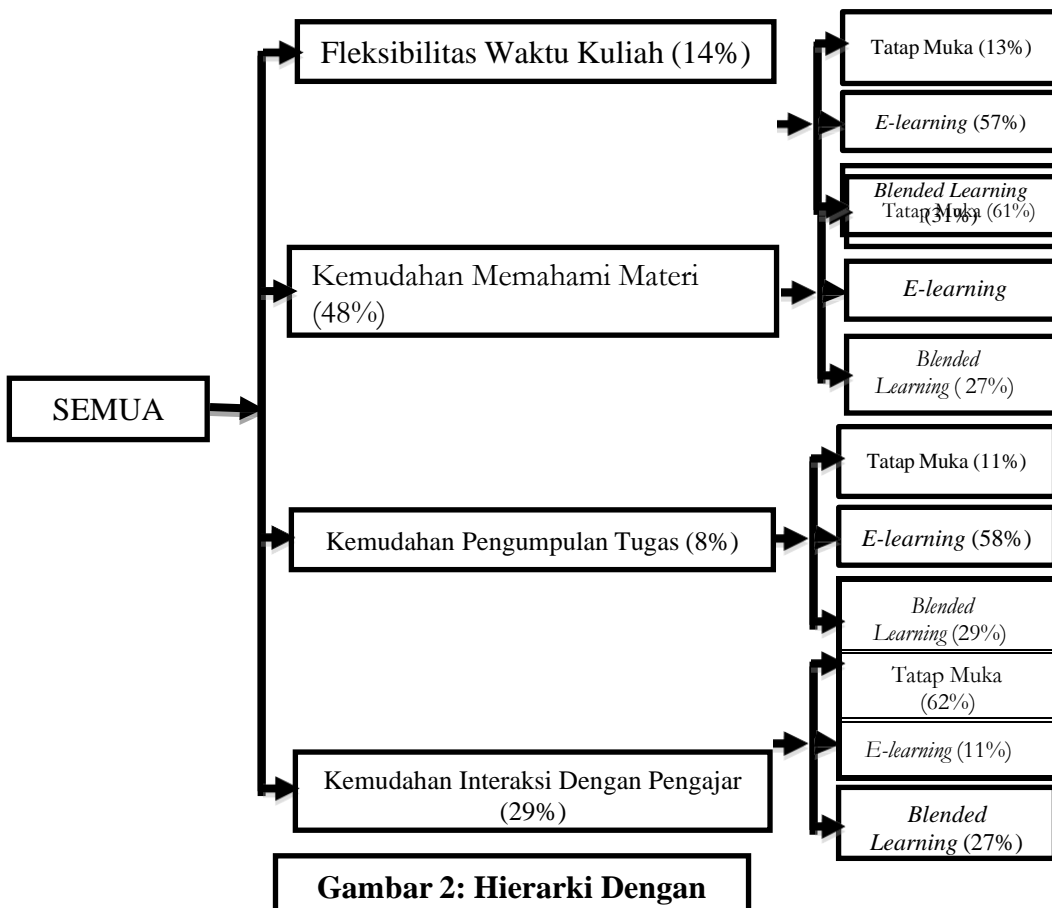 Fleksibilitas Waktu Kuliah (14%)
Tatap Muka (13%)
E-learning (57%)
Blended Learning
(31%)
Tatap Muka (61%)
Kemudahan Memahami Materi
(48%)
E-learning
Blended
Learning ( 27%)
SEMUA
Kemudahan Pengumpulan Tugas (8%)
Tatap Muka (11%)
E-learning (58%)
Blended
Learning (29%)
Kemudahan Interaksi Dengan Pengajar
(29%)
Tatap Muka
(62%)
E-learning (11%)
Blended
Learning (27%)
Gambar 2: Hierarki Dengan